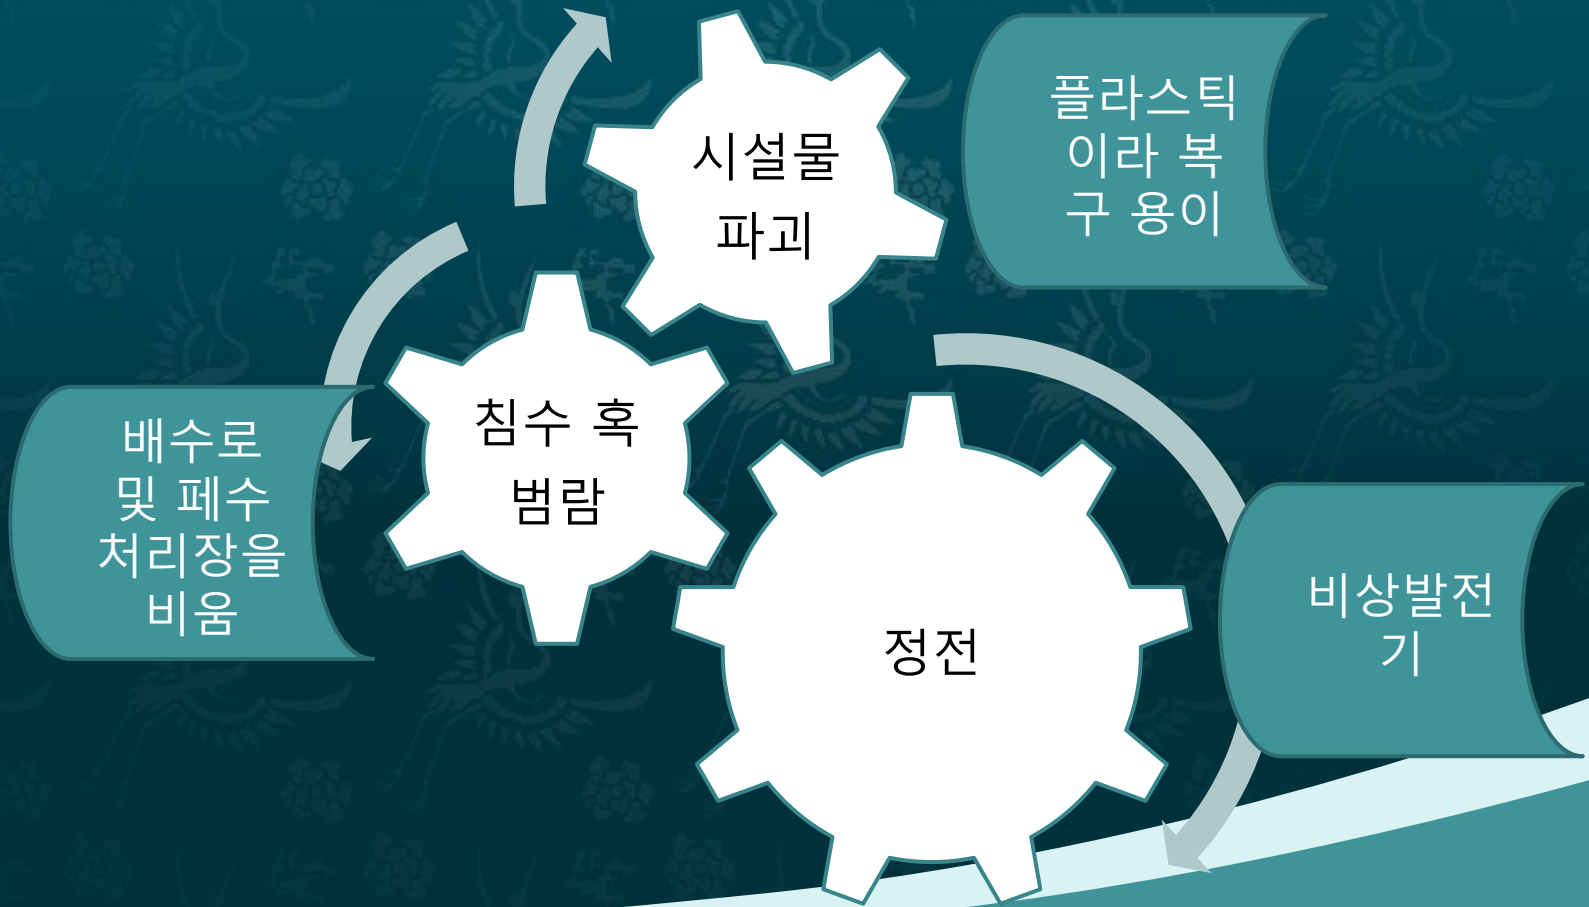 시설물
파괴
플라스틱
이라 복
구 용이
침수 혹
범람
배수로
및 페수
처리장을
비움
정전
비상발전
기